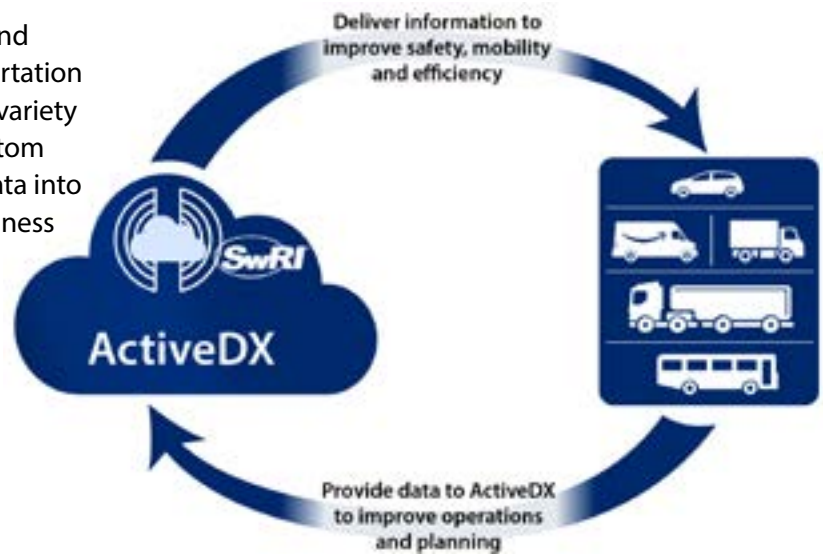 nd
rtation
variety
tom
ata into
ness
Deliver information to
improve safety, mobility
and efficiency
SwRI
ActiveDX
Provide data to ActiveDX
to improve operations
and planning